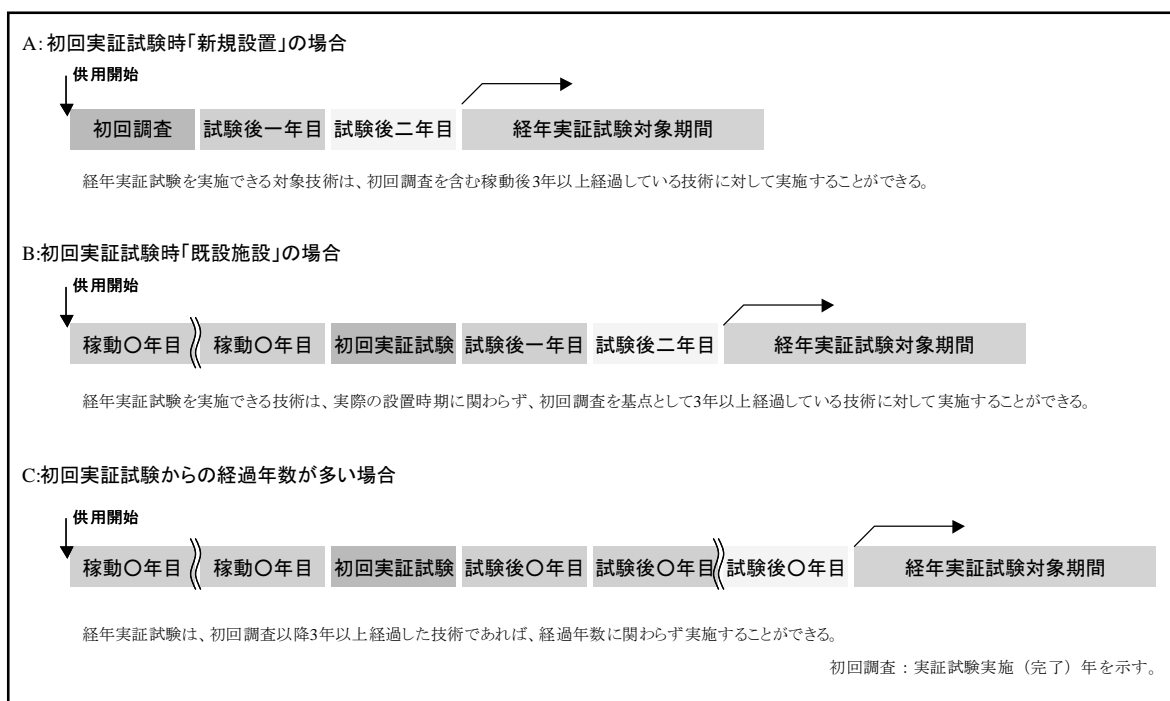 A:初回実証試験時「新規設置」の場合
供用開始
初回調査 試験後一年目 試験後二年目 経年実証試験対象期間
経年実証試験を実施できる対象技術は、初回調査を含む稼動後3年以上経過している技術に対して実施することができる。
B:初回実証試験時「既設施設」の場合
供用開始
稼動〇年目 稼動〇年目 初回実証試験 試験後一年目 試験後二年目 経年実証試験対象期間
経年実証試験を実施できる技術は、実際の設置時期に関わらず、初回調査を基点として3年以上経過している技術に対して実施することができる。
C:初回実証試験からの経過年数が多い場合
供用開始
稼動〇年目 稼動〇年目 初回実証試験 試験後〇年目 試験後〇年目 試験後〇年目 経年実証試験対象期間
経年実証試験は、初回調査以降3年以上経過した技術であれば、経過年数に関わらず実施することができる。
初回調査：実証試験実施（完了）年を示す。